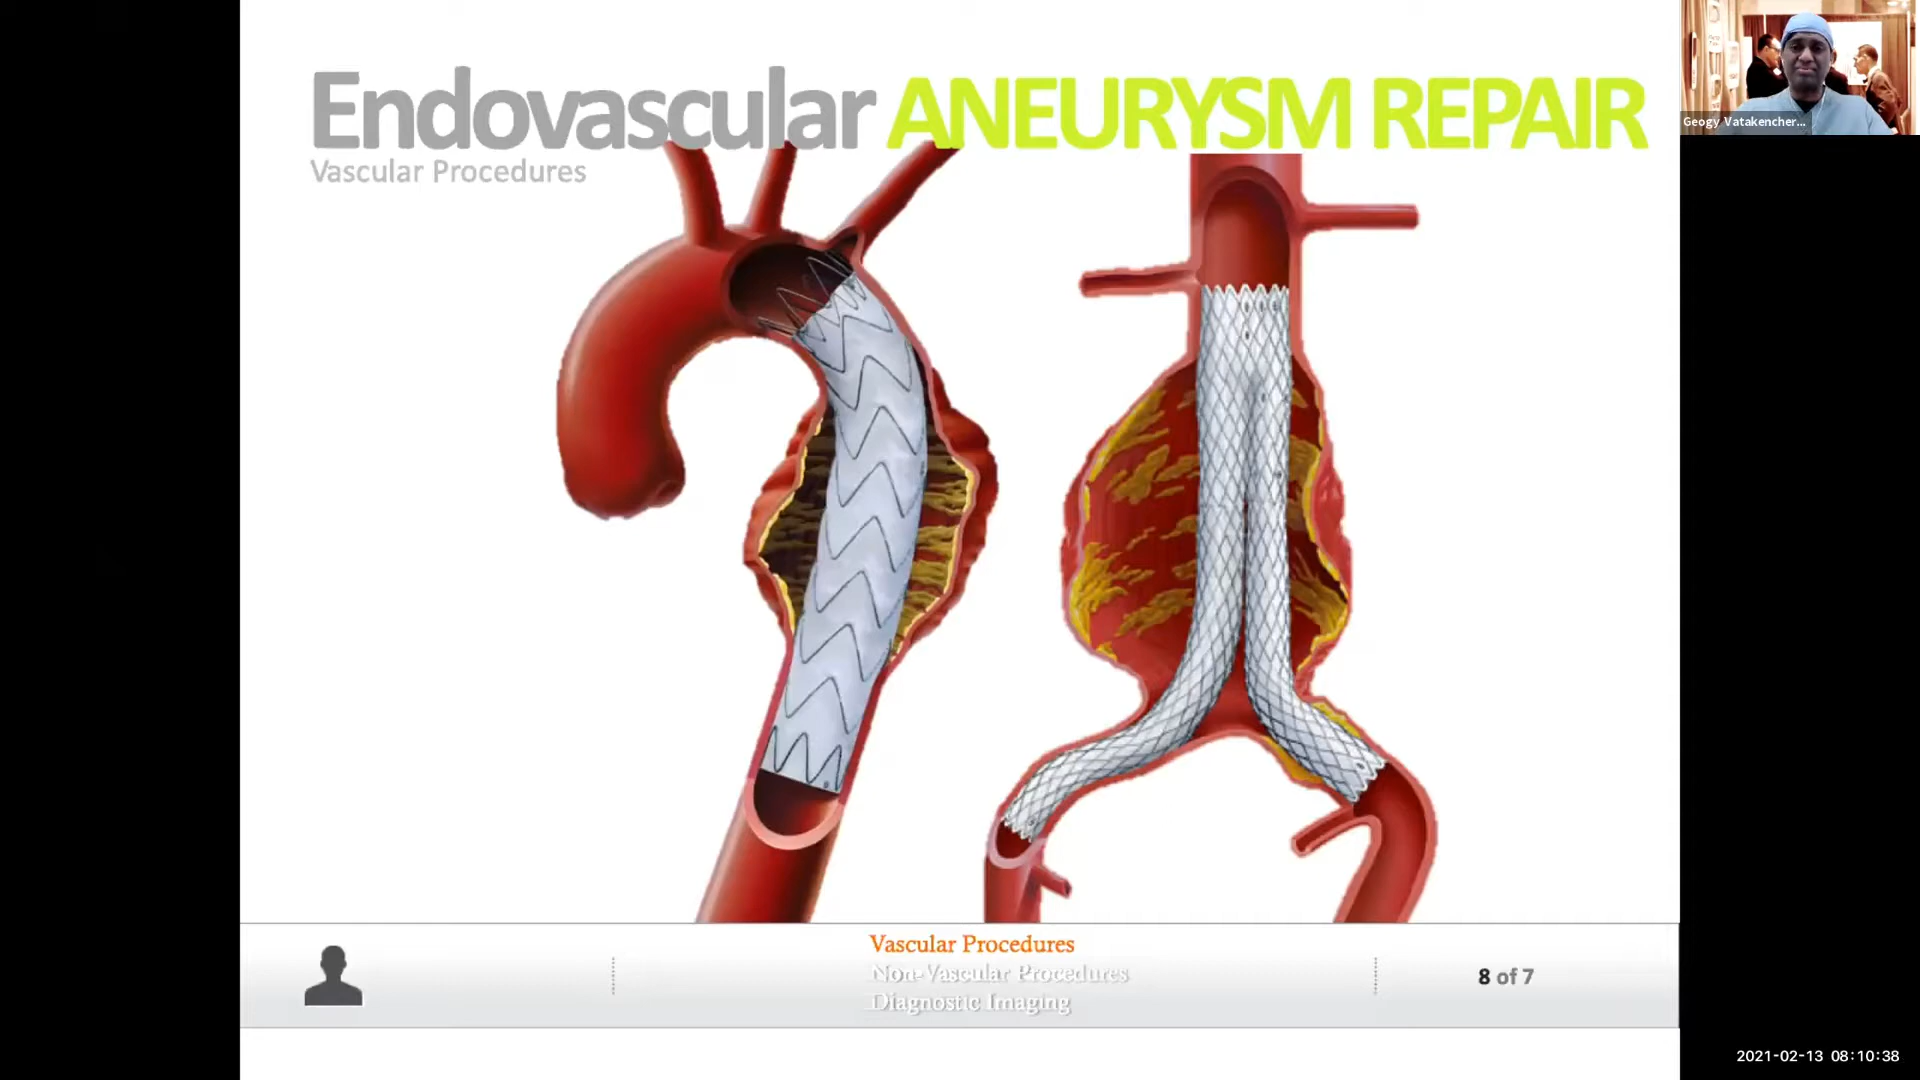 Endovascular ANEURYSM REPAIR
Vascular Procedures
Geogy Vatakencher...
Vascular Procedures
Non-Vascular Procedures
Diagnostic Imaging
8 of 7
2021-02-13 08:10:38